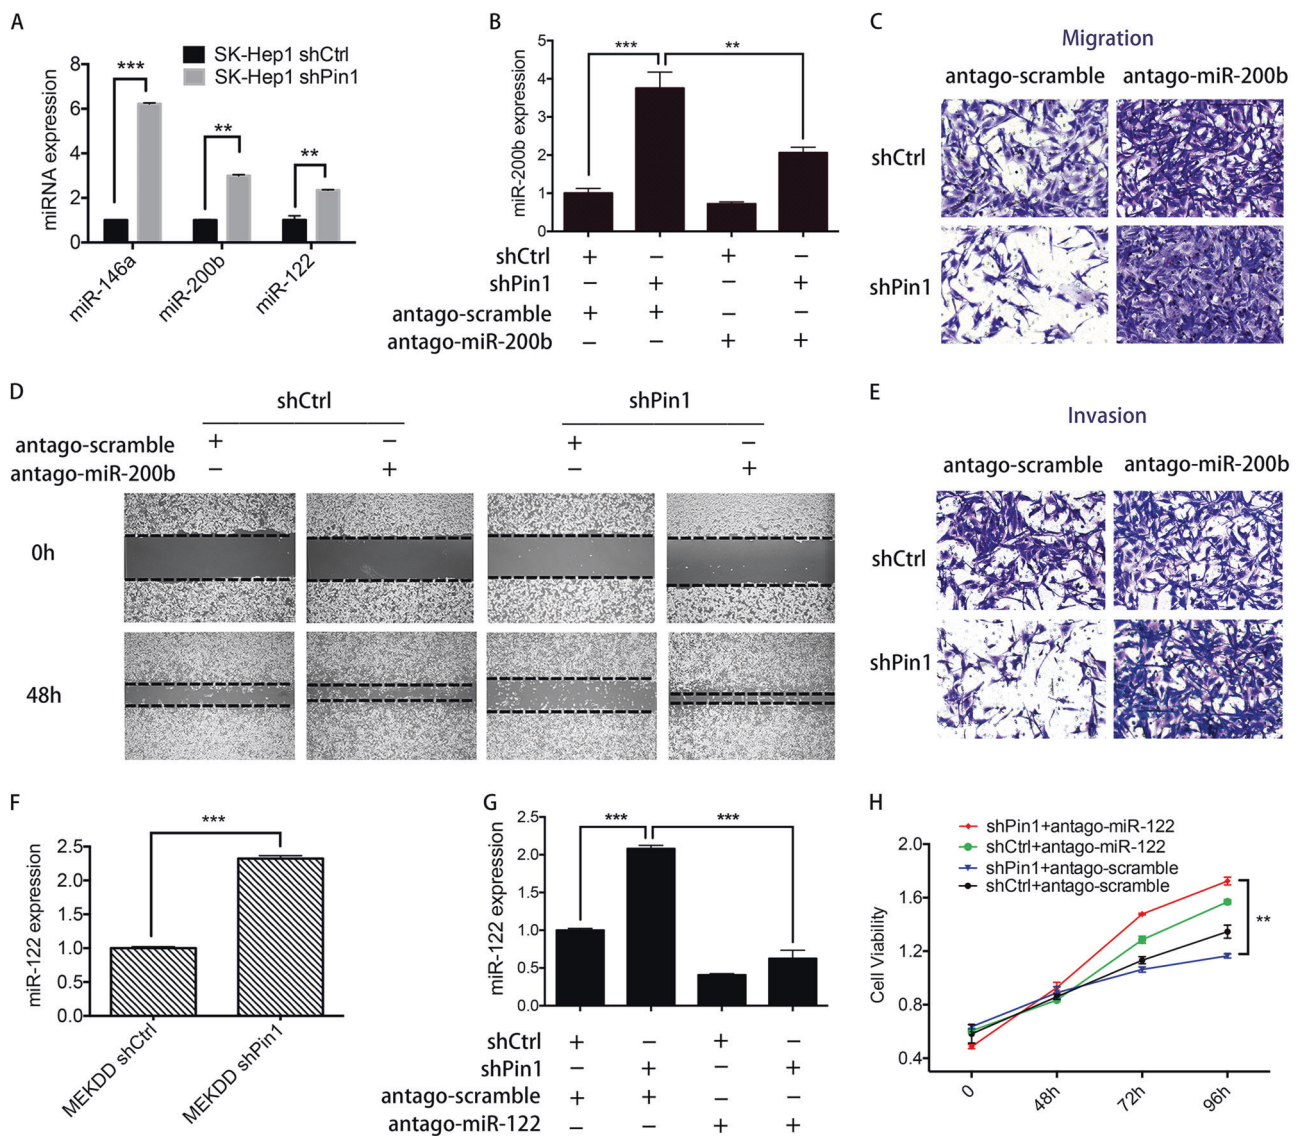 A
SK-Hep1 shCtrl
SK-Hep1 shPin1
miRNA expression
8
6
4
2
0
***
**
**
miR-146a
miR-200b
miR-122
B
miR-200b expression
5
4
3
2
1
0
***
**
shCtrl + − + −
shPin1 − + − +
antago-scramble + + − −
antago-miR-200b − − + +
C
Migration
antago-scramble antago-miR-200b
shCtrl
shPin1
D
shCtrl shPin1
antago-scramble + − + −
antago-miR-200b − + − +
0h
48h
E
Invasion
antago-scramble antago-miR-200b
shCtrl
shPin1
F
miR-122 expression
2.5
2.0
1.5
1.0
0.5
0.0
***
MEKDD shCtrl
MEKDD shPin1
G
miR-122 expression
2.5
2.0
1.5
1.0
0.5
0.0
***
***
shCtrl + − + −
shPin1 − + − +
antago-scramble + + − −
antago-miR-122 − − + +
H
shPin1+antago-miR-122
shCtrl+antago-miR-122
shPin1+antago-scramble
shCtrl+antago-scramble
Cell Viability
2.0
1.6
1.2
0.8
0.4
**
0
48h
72h
96h